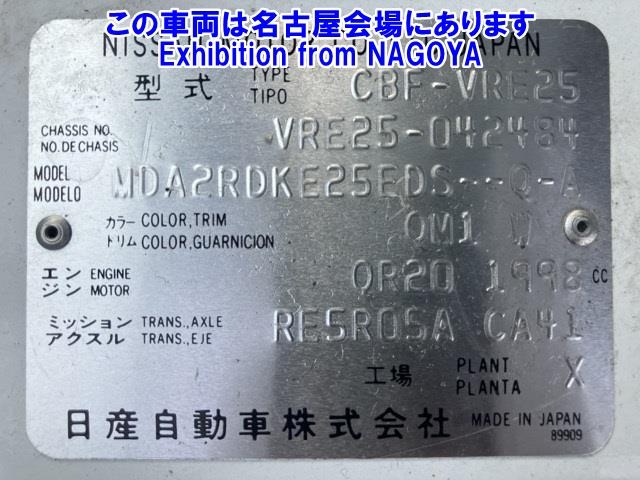 この車両は名古屋会場にあります
Exhibition from NAGOYA
JAPAN
型式 TYPE TIPO CBF-VRE25
CHASSIS NO. NO. DE CHASIS VRE25-042484
MODEL MODELO MDA2RDKE25EDS--Q-A
カラー トリム COLOR,TRIM COLOR,GUARNICION QM1 W
エンジン ENGINE MOTOR QR20 1998 CC
ミッション アクスル TRANS.,AXLE TRANS.,EJE RE5R05A CA41
工場 PLANT PLANTA X
日産自動車株式会社 MADE IN JAPAN
89909